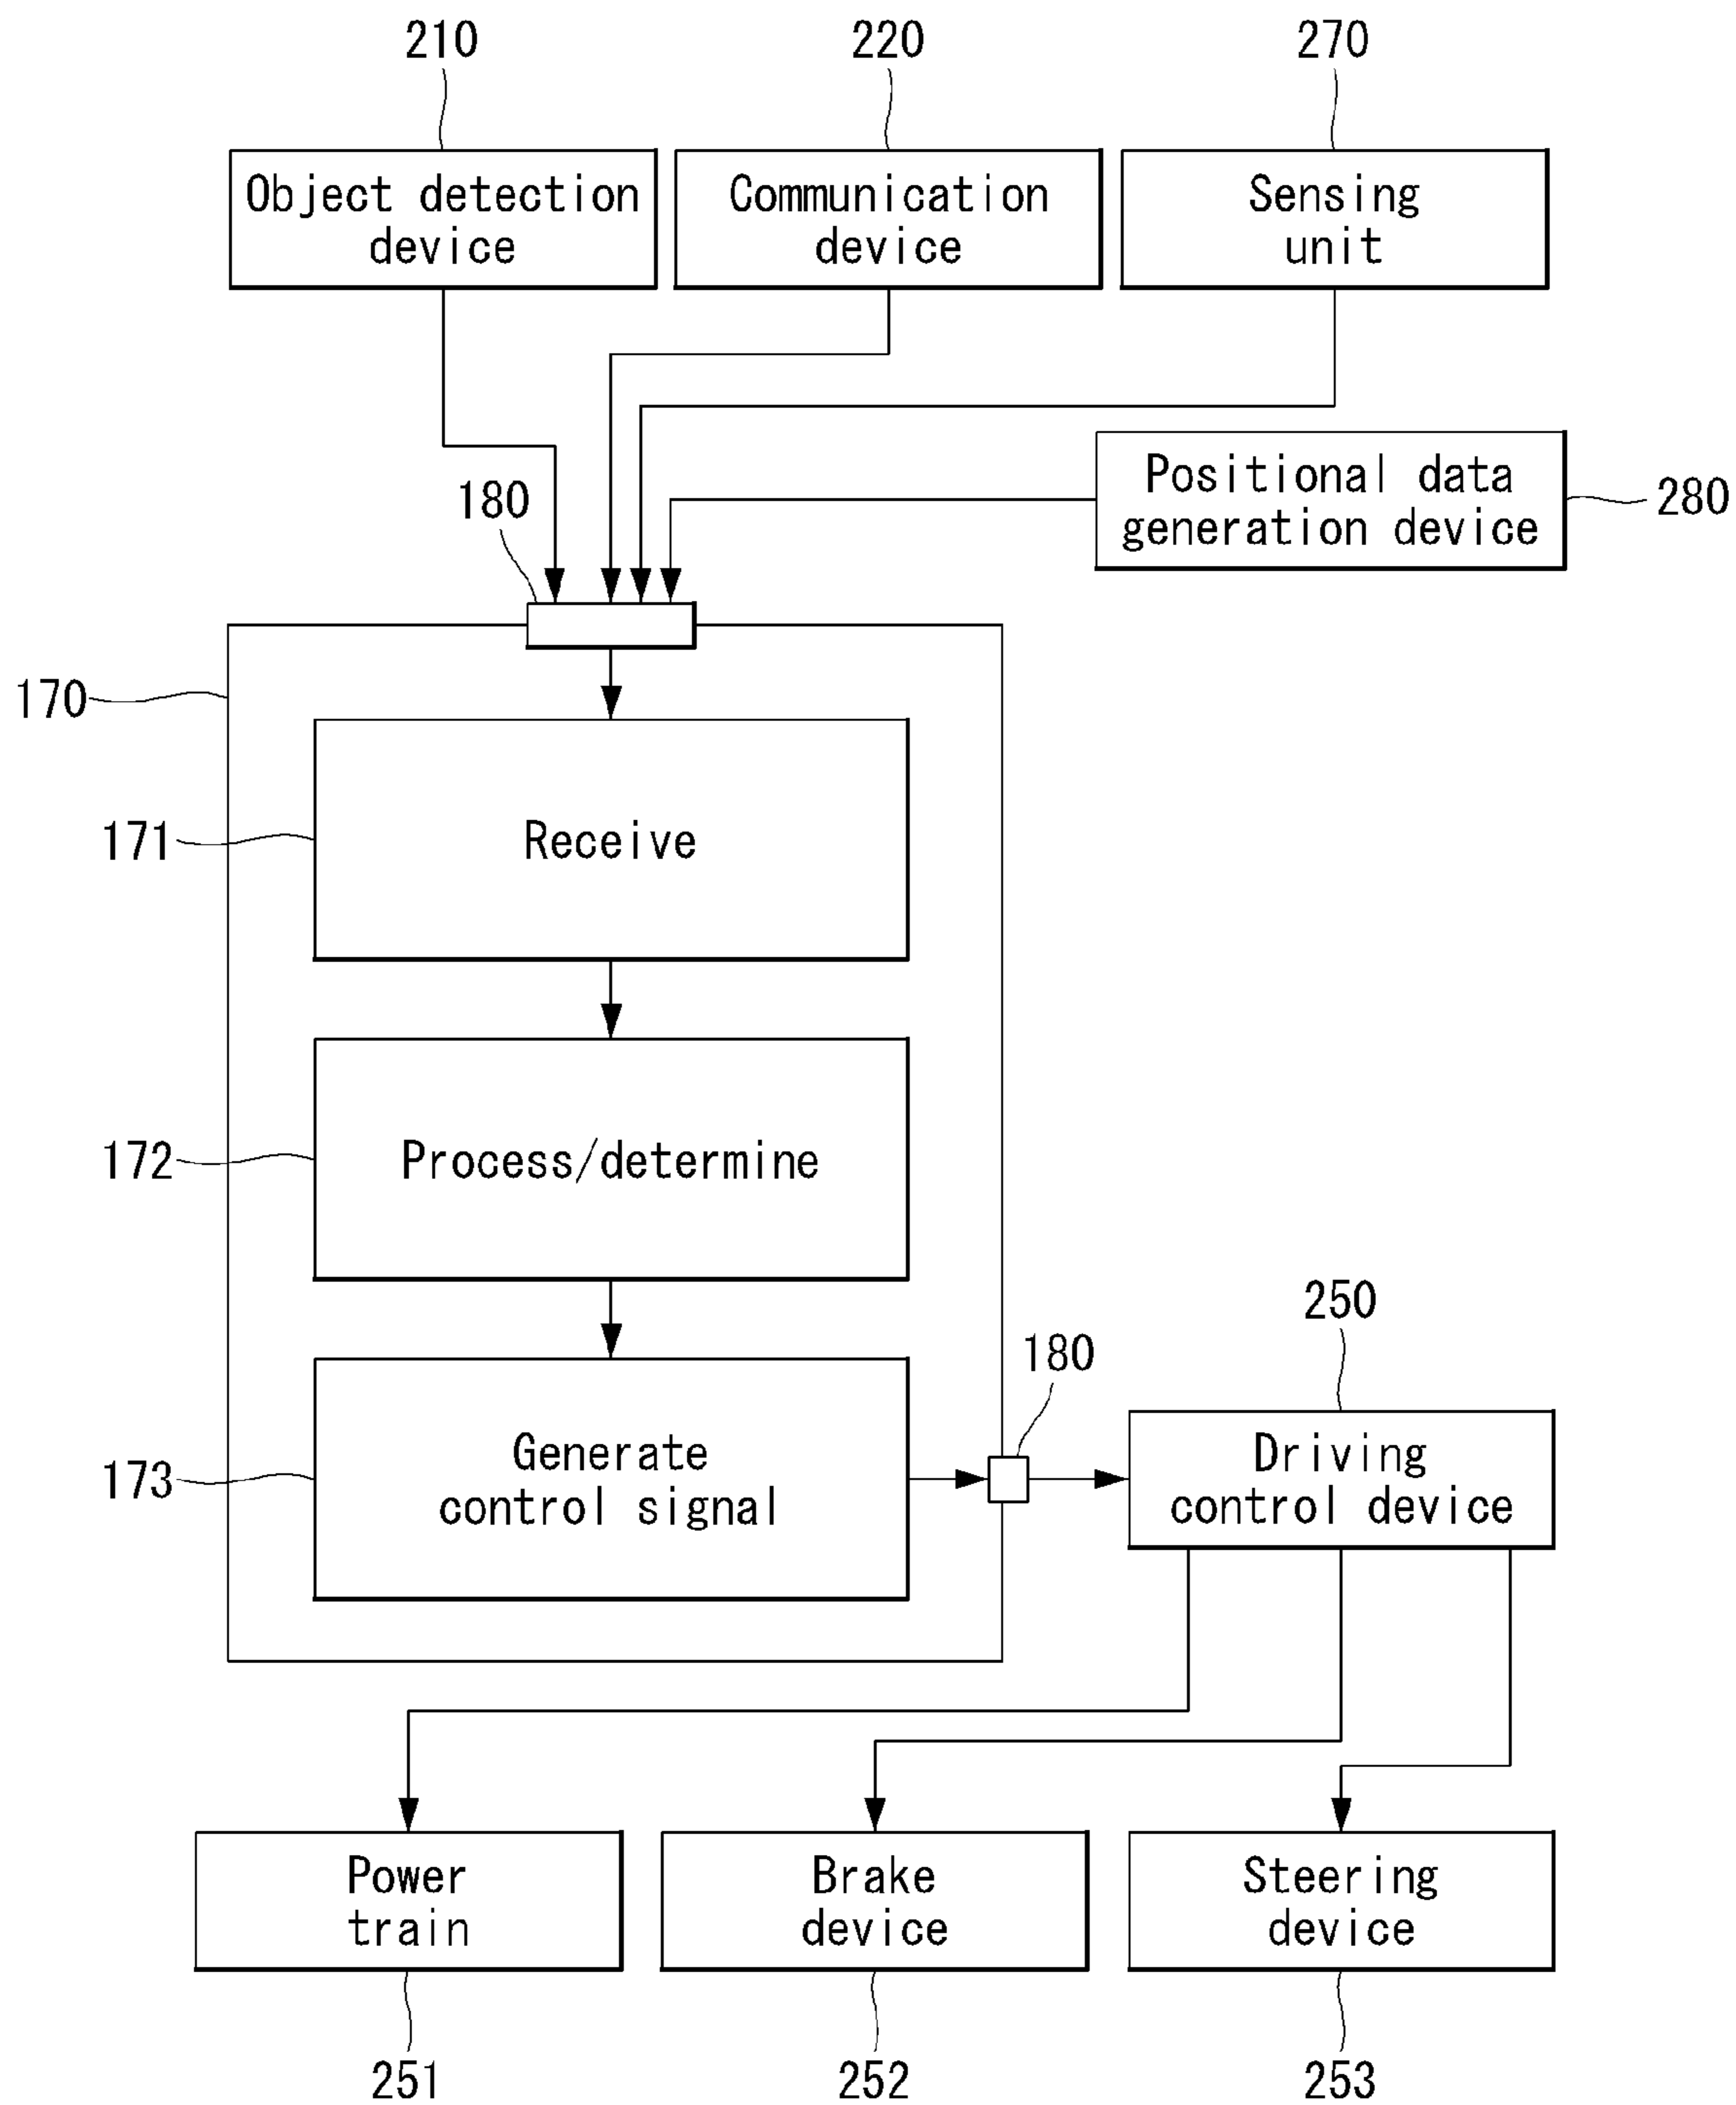 210
220
270
Object detection
device
Communication
device
Sensing
unit
Positional data
generation device
280
180
170
171
Receive
172
Process/determine
173
Generate
control signal
180
250
Driving
control device
Power
train
Brake
device
Steering
device
251
252
253